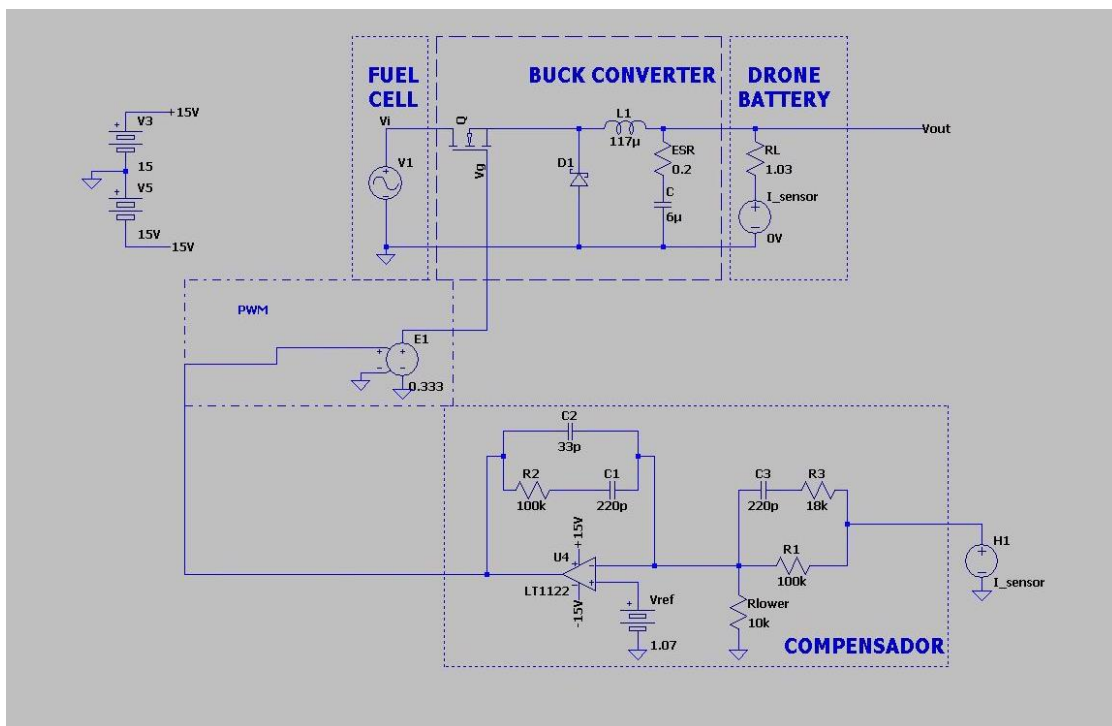 FUEL
CELL
BUCK CONVERTER
DRONE
BATTERY
+15V
V3
+
15
V5
+
15V
-15V
Vi
Q
Vg
V1
D1
L1
117µ
ESR
0.2
C
6µ
RL
1.03
I_sensor
0V
Vout
PWM
E1
0.333
C2
33p
R2
100k
C1
220p
C3
220p
R3
18k
R1
100k
H1
I_sensor
+15V
U4
LT1122
-15V
Vref
1.07
Rlower
10k
COMPENSADOR